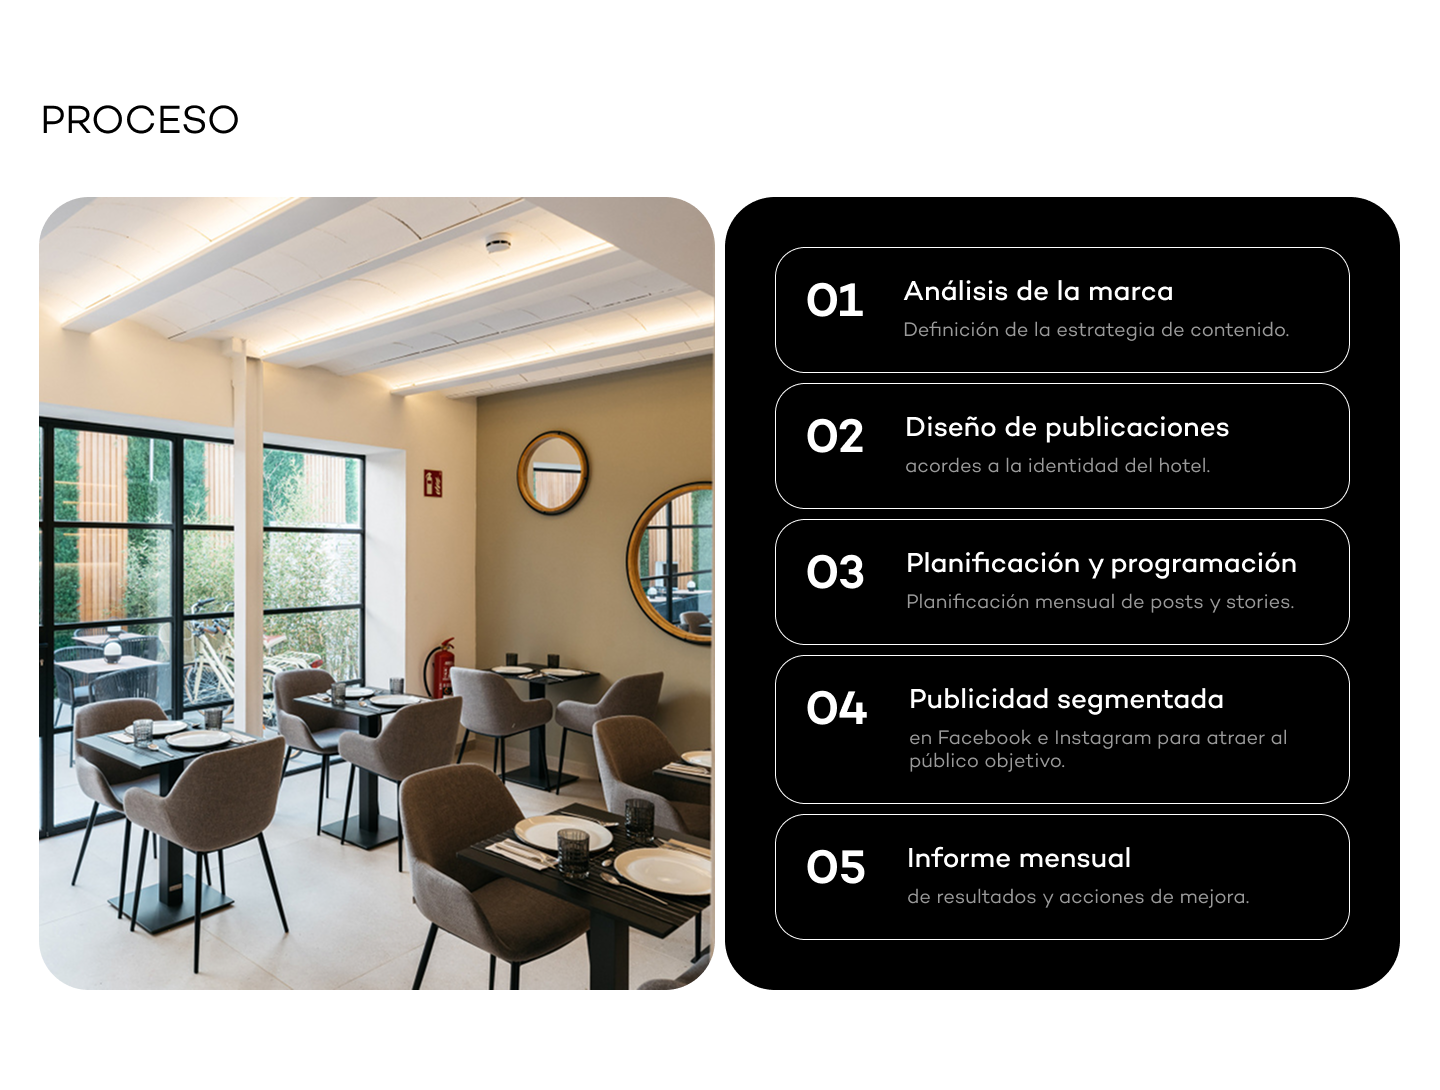 PROCESO
01
Análisis de la marca
Definición de la estrategia de contenido.
02
Diseño de publicaciones
acordes a la identidad del hotel.
03
Planificación y programación
Planificación mensual de posts y stories.
04
Publicidad segmentada
en Facebook e Instagram para atraer al
público objetivo.
05
Informe mensual
de resultados y acciones de mejora.